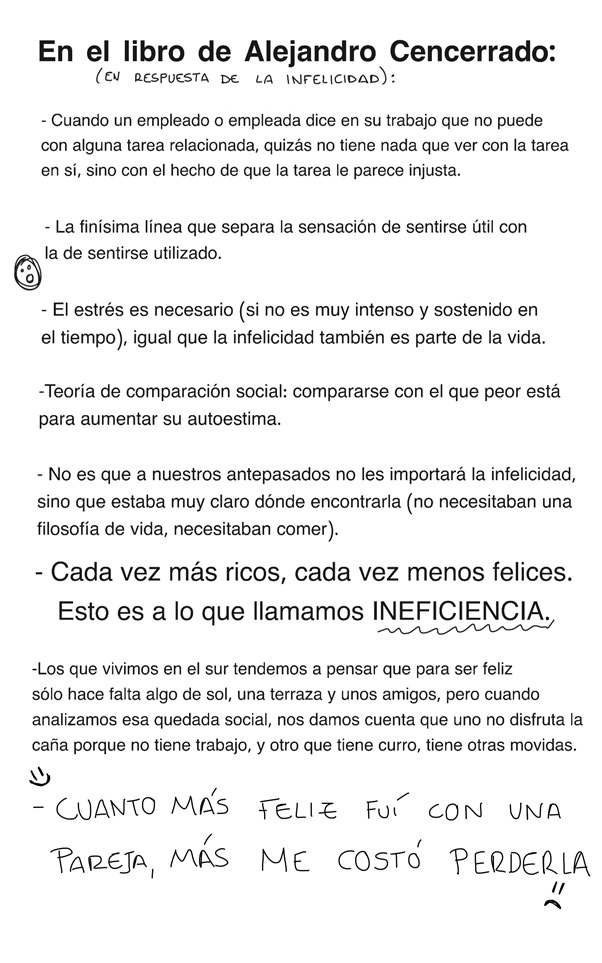 En el libro de Alejandro Cencerrado:
(EN RESPUESTA DE LA INFELICIDAD):
- Cuando un empleado o empleada dice en su trabajo que no puede
con alguna tarea relacionada, quizás no tiene nada que ver con la tarea
en sí, sino con el hecho de que la tarea le parece injusta.
- La finísima línea que separa la sensación de sentirse útil con
la de sentirse utilizado.
- El estrés es necesario (si no es muy intenso y sostenido en
el tiempo), igual que la infelicidad también es parte de la vida.
-Teoría de comparación social: compararse con el que peor está
para aumentar su autoestima.
- No es que a nuestros antepasados no les importará la infelicidad,
sino que estaba muy claro dónde encontrarla (no necesitaban una
filosofía de vida, necesitaban comer).
- Cada vez más ricos, cada vez menos felices.
Esto es a lo que llamamos INEFICIENCIA.
-Los que vivimos en el sur tendemos a pensar que para ser feliz
sólo hace falta algo de sol, una terraza y unos amigos, pero cuando
analizamos esa quedada social, nos damos cuenta que uno no disfruta la
caña porque no tiene trabajo, y otro que tiene curro, tiene otras movidas.
- CUANTO MÁS FELIZ FUÍ CON UNA
PAREJA, MÁS ME COSTÓ PERDERLA